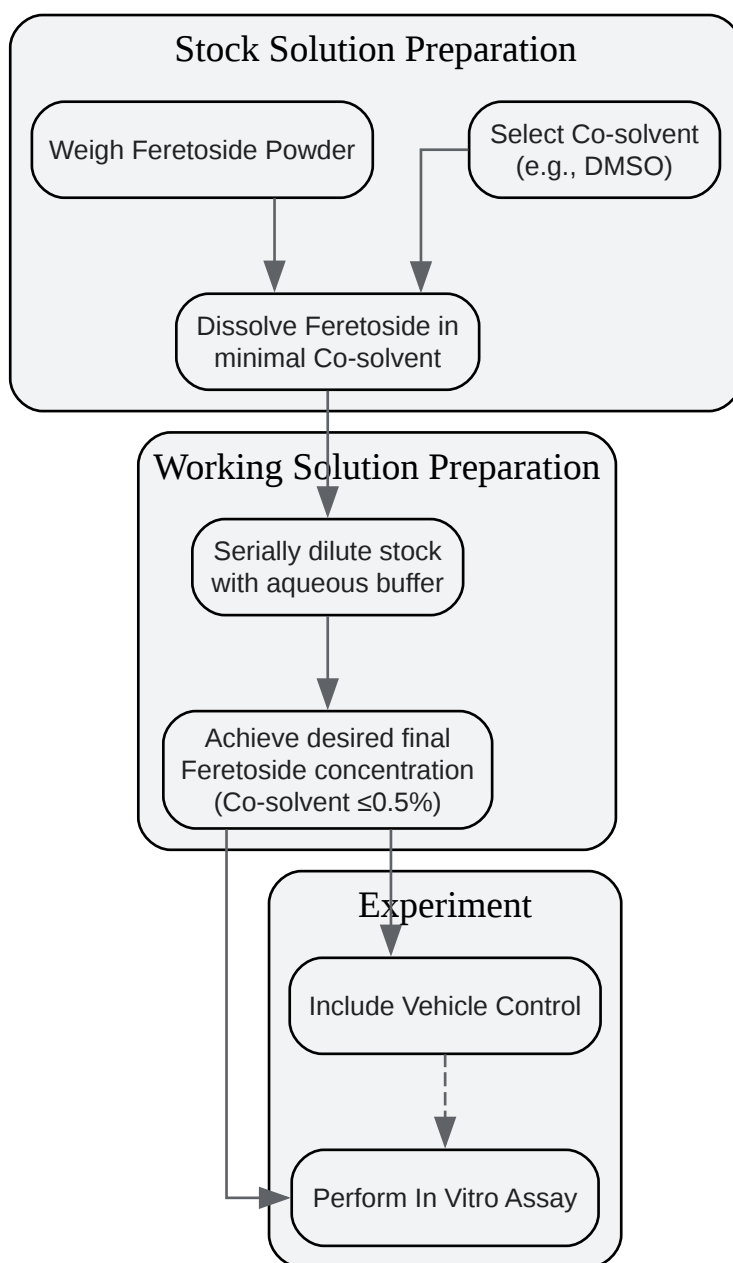 Stock Solution Preparation
Weigh Feretoside Powder
Select Co-solvent
(e.g., DMSO)
Dissolve Feretoside in
minimal Co-solvent
Working Solution Preparation
Serially dilute stock
with aqueous buffer
Achieve desired final
Feretoside concentration
(Co-solvent ≤0.5%)
Experiment
Include Vehicle Control
Perform In Vitro Assay